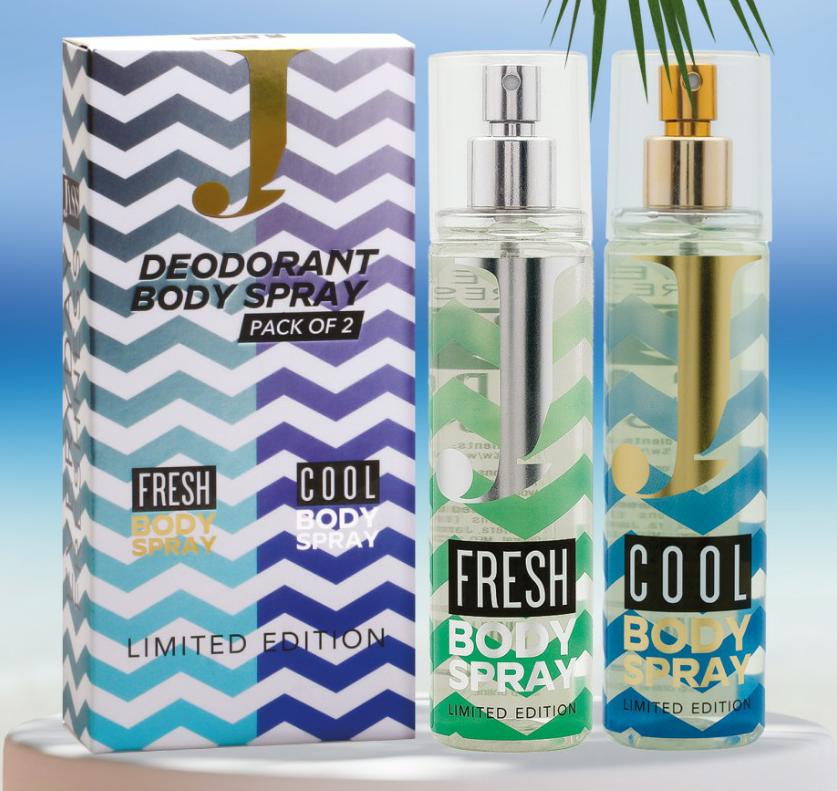 J
DEODORANT
BODY SPRAY
PACK OF 2
FRESH
BODY
SPRAY
COOL
BODY
SPRAY
LIMITED EDITION
J
FRESH
BODY
SPRAY
LIMITED EDITION
J
COOL
BODY
SPRAY
LIMITED EDITION